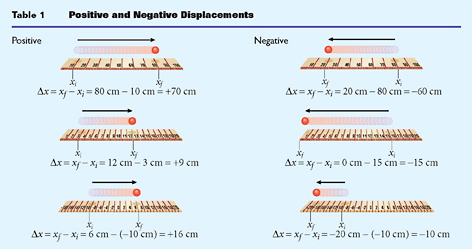 Table 1 Positive and Negative Displacements
Positive
Negative
xi xf
Δx = xf – xi = 80 cm – 10 cm = +70 cm
xf xi
Δx = xf – xi = 20 cm – 80 cm = –60 cm
xi xf
Δx = xf – xi = 12 cm – 3 cm = +9 cm
xf xi
Δx = xf – xi = 0 cm – 15 cm = –15 cm
xi xf
Δx = xf – xi = 6 cm – (–10 cm) = +16 cm
xf xi
Δx = xf – xi = –20 cm – (–10 cm) = –10 cm